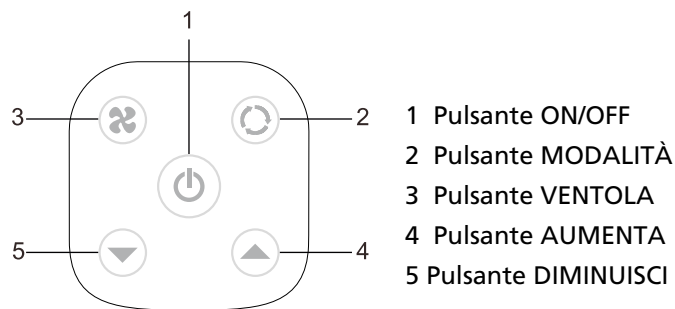 1
3
2
5
4
1 Pulsante ON/OFF
2 Pulsante MODALITÀ
3 Pulsante VENTOLA
4 Pulsante AUMENTA
5 Pulsante DIMINUISCI